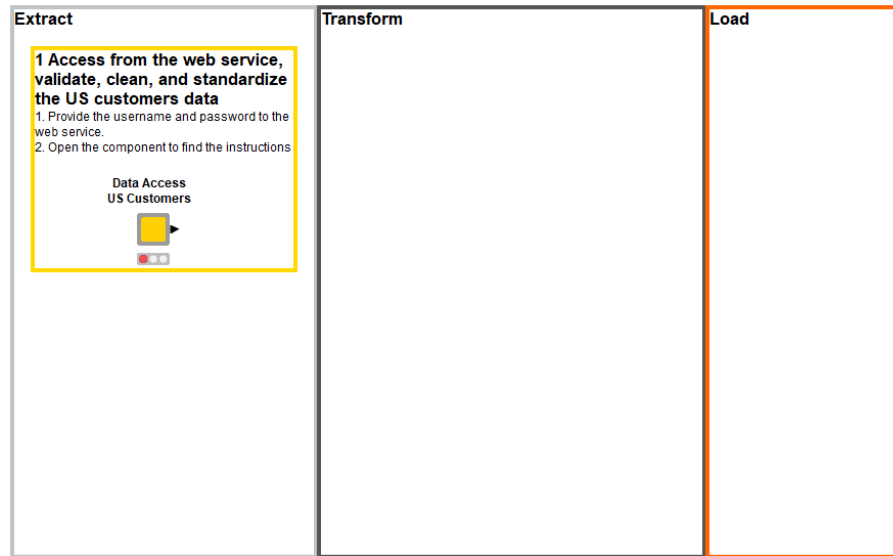 Extract
Transform
Load
1 Access from the web service,
validate, clean, and standardize
the US customers data
1. Provide the username and password to the
web service.
2. Open the component to find the instructions
Data Access
US Customers